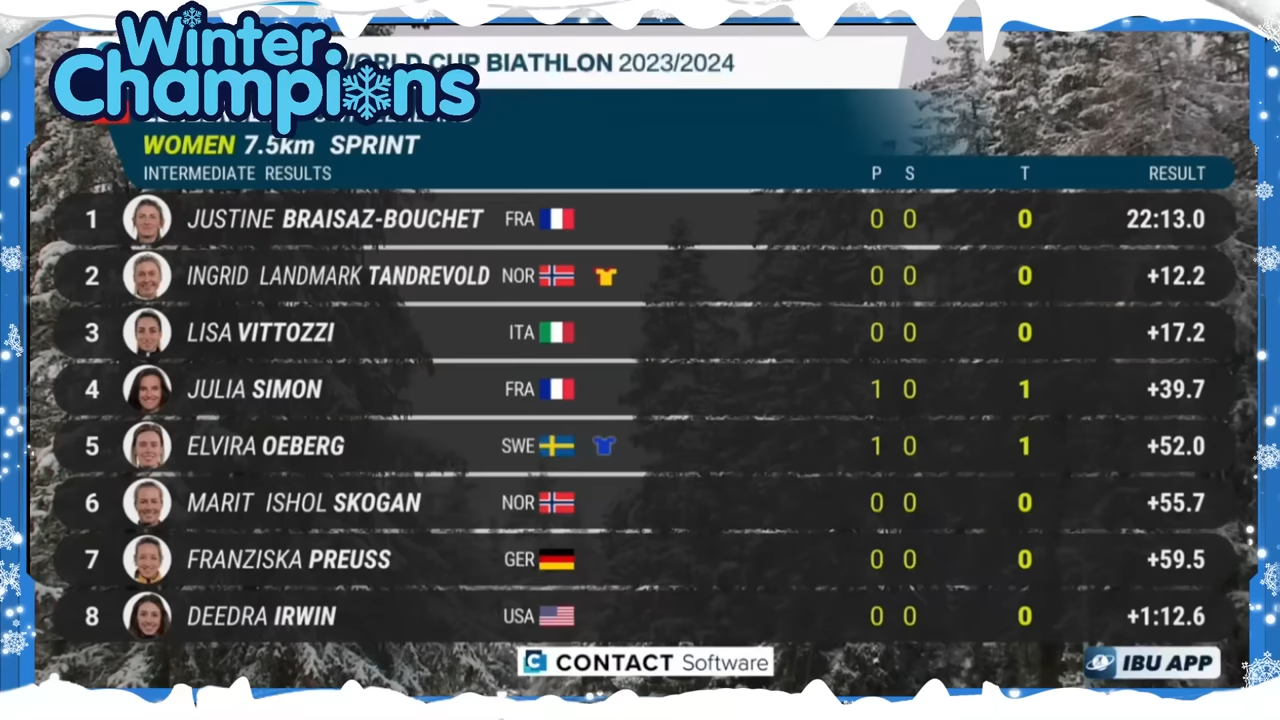 Winter
Champions
WORLD CUP BIATHLON 2023/2024
WOMEN 7.5km SPRINT
INTERMEDIATE RESULTS P S T RESULT
1 JUSTINE BRAISAZ-BOUCHET FRA 0 0 0 22:13.0
2 INGRID LANDMARK TANDREVOLD NOR 0 0 0 +12.2
3 LISA VITTOZZI ITA 0 0 0 +17.2
4 JULIA SIMON FRA 1 0 1 +39.7
5 ELVIRA OEBERG SWE 1 0 1 +52.0
6 MARIT ISHOL SKOGAN NOR 0 0 0 +55.7
7 FRANZISKA PREUSS GER 0 0 0 +59.5
8 DEEDRA IRWIN USA 0 0 0 +1:12.6
C CONTACT Software
IBU APP